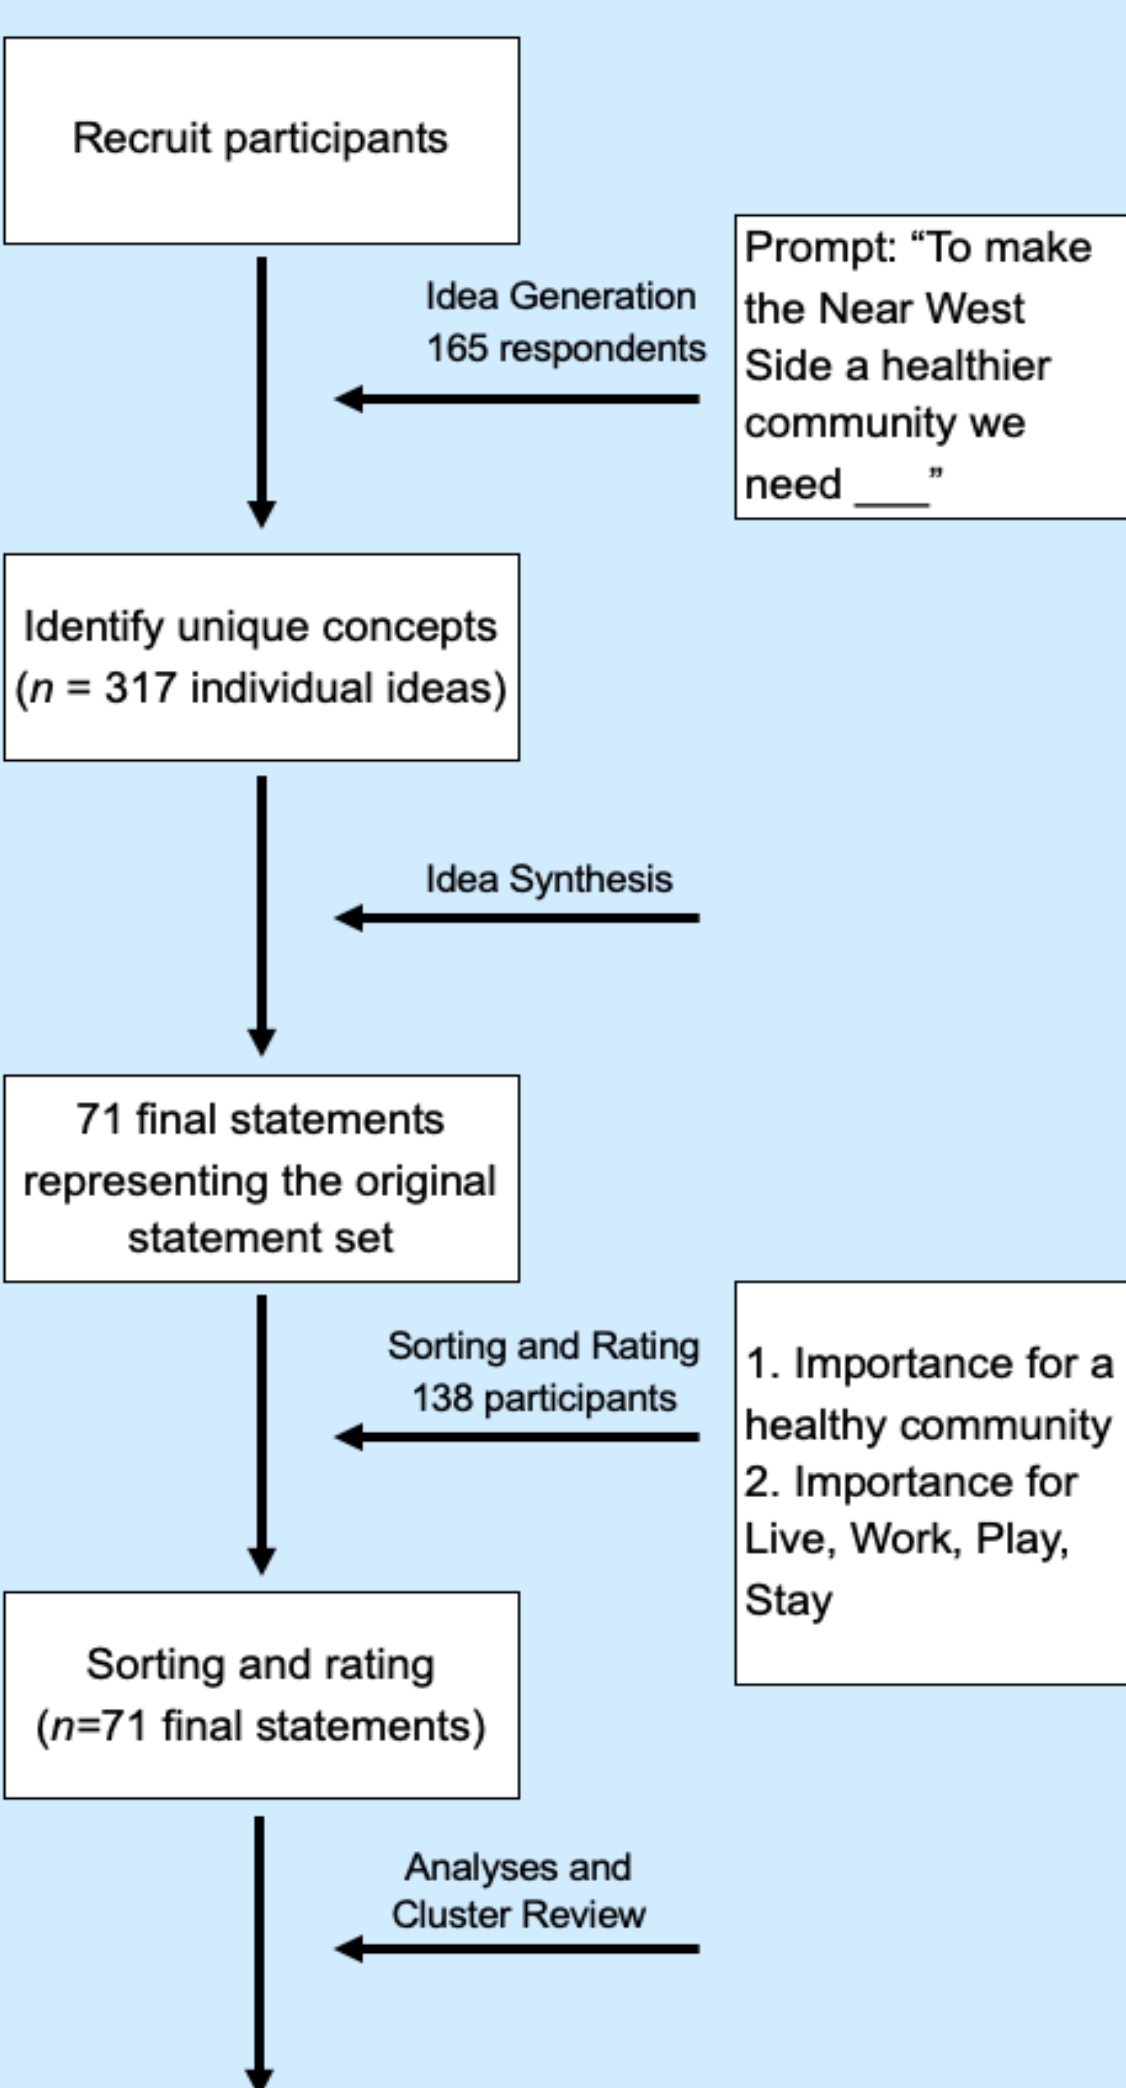 Recruit participants
Idea Generation
165 respondents
Prompt: “To make
the Near West
Side a healthier
community we
need ___”
Identify unique concepts
(n = 317 individual ideas)
Idea Synthesis
71 final statements
representing the original
statement set
Sorting and Rating
138 participants
1. Importance for a
healthy community
2. Importance for
Live, Work, Play,
Stay
Sorting and rating
(n=71 final statements)
Analyses and
Cluster Review